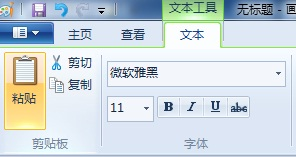 文本工具
无标题 - 画
主页 查看 文本
粘贴
剪切
复制
微软雅黑
11 B I U abc
剪贴板 字体